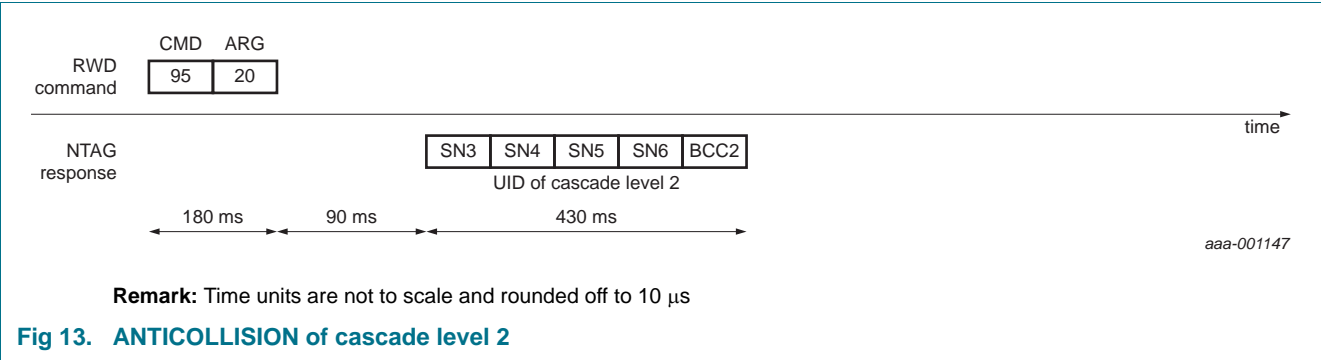 CMD ARG
RWD
command
95 20
time
NTAG
response
SN3 SN4 SN5 SN6 BCC2
UID of cascade level 2
180 ms 90 ms 430 ms
aaa-001147
Remark: Time units are not to scale and rounded off to 10 μs
Fig 13. ANTICOLLISION of cascade level 2